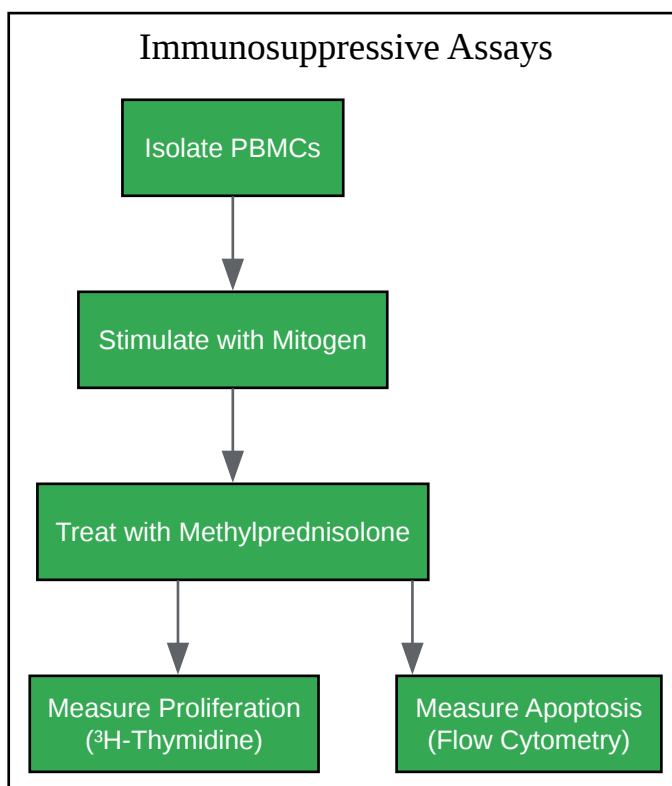 Immunosuppressive Assays
Isolate PBMCs
Stimulate with Mitogen
Treat with Methylprednisolone
Measure Proliferation
(³H-Thymidine)
Measure Apoptosis
(Flow Cytometry)